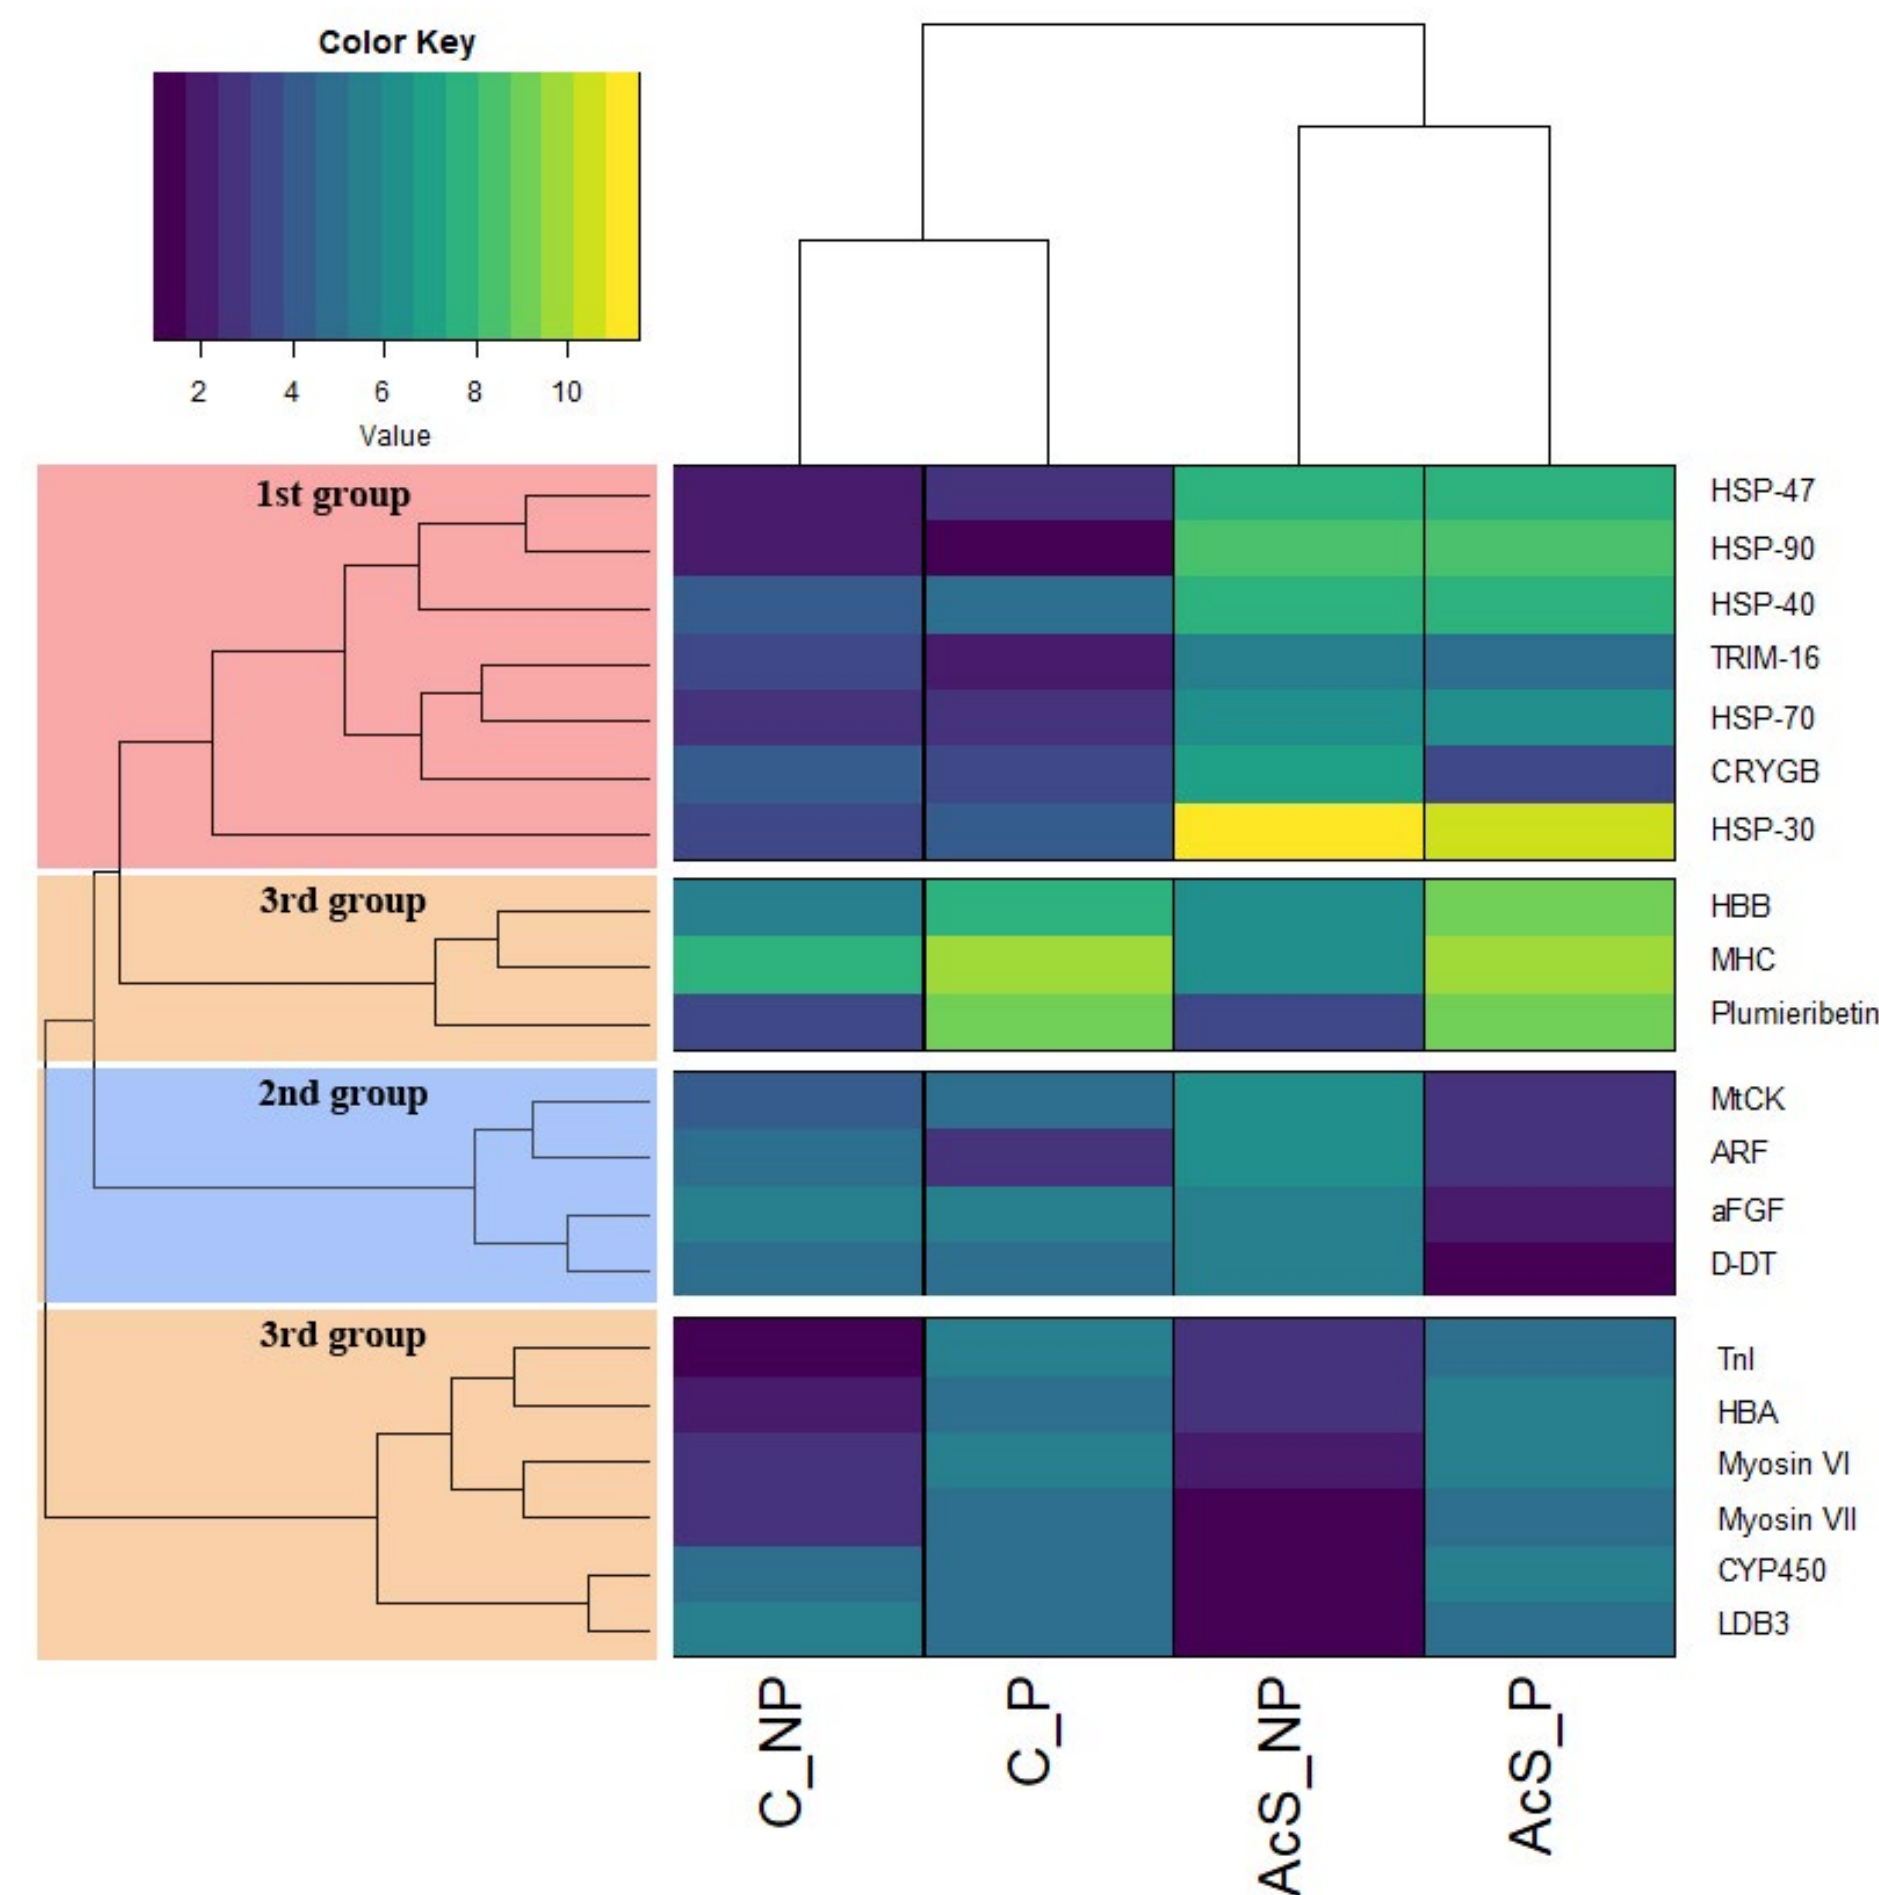 Color Key
2 4 6 8 10
Value
1st group
HSP-47
HSP-90
HSP-40
TRIM-16
HSP-70
CRYGB
HSP-30
3rd group
HBB
MHC
Plumieribetin
2nd group
MtCK
ARF
aFGF
D-DT
3rd group
TnI
HBA
Myosin VI
Myosin VII
CYP450
LDB3
C_NP
C_P
AcS_NP
AcS_P